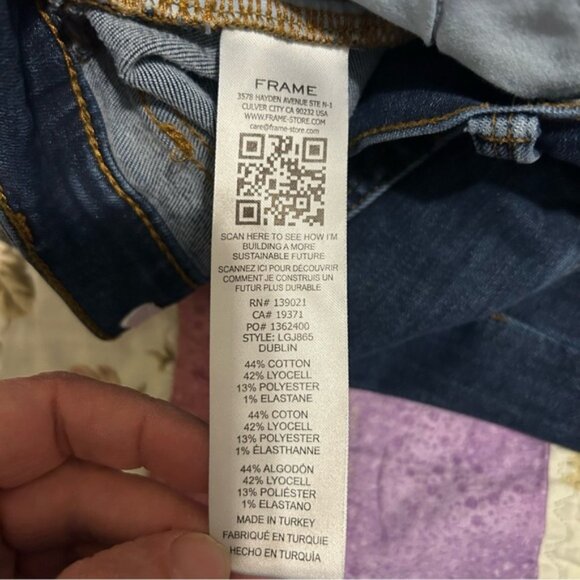 FRAME
3578 HAYDEN AVENUE STE N-1
CULVER CITY CA 90232 USA
WWW.FRAME-STORE.COM
care@frame-store.com
SCAN HERE TO SEE HOW I'M
BUILDING A MORE
SUSTAINABLE FUTURE
SCANNEZ ICI POUR DÉCOUVRIR
COMMENT JE CONSTRUIS UN
FUTUR PLUS DURABLE
RN# 139021
CA# 19371
PO# 1362400
STYLE: LGJ865
DUBLIN
44% COTTON
42% LYOCELL
13% POLYESTER
1% ELASTANE
44% COTON
42% LYOCELL
13% POLYESTER
1% ÉLASTHANNE
44% ALGODÓN
42% LYOCELL
13% POLIÉSTER
1% ELASTANO
MADE IN TURKEY
FABRIQUÉ EN TURQUIE
HECHO EN TURQUÍA